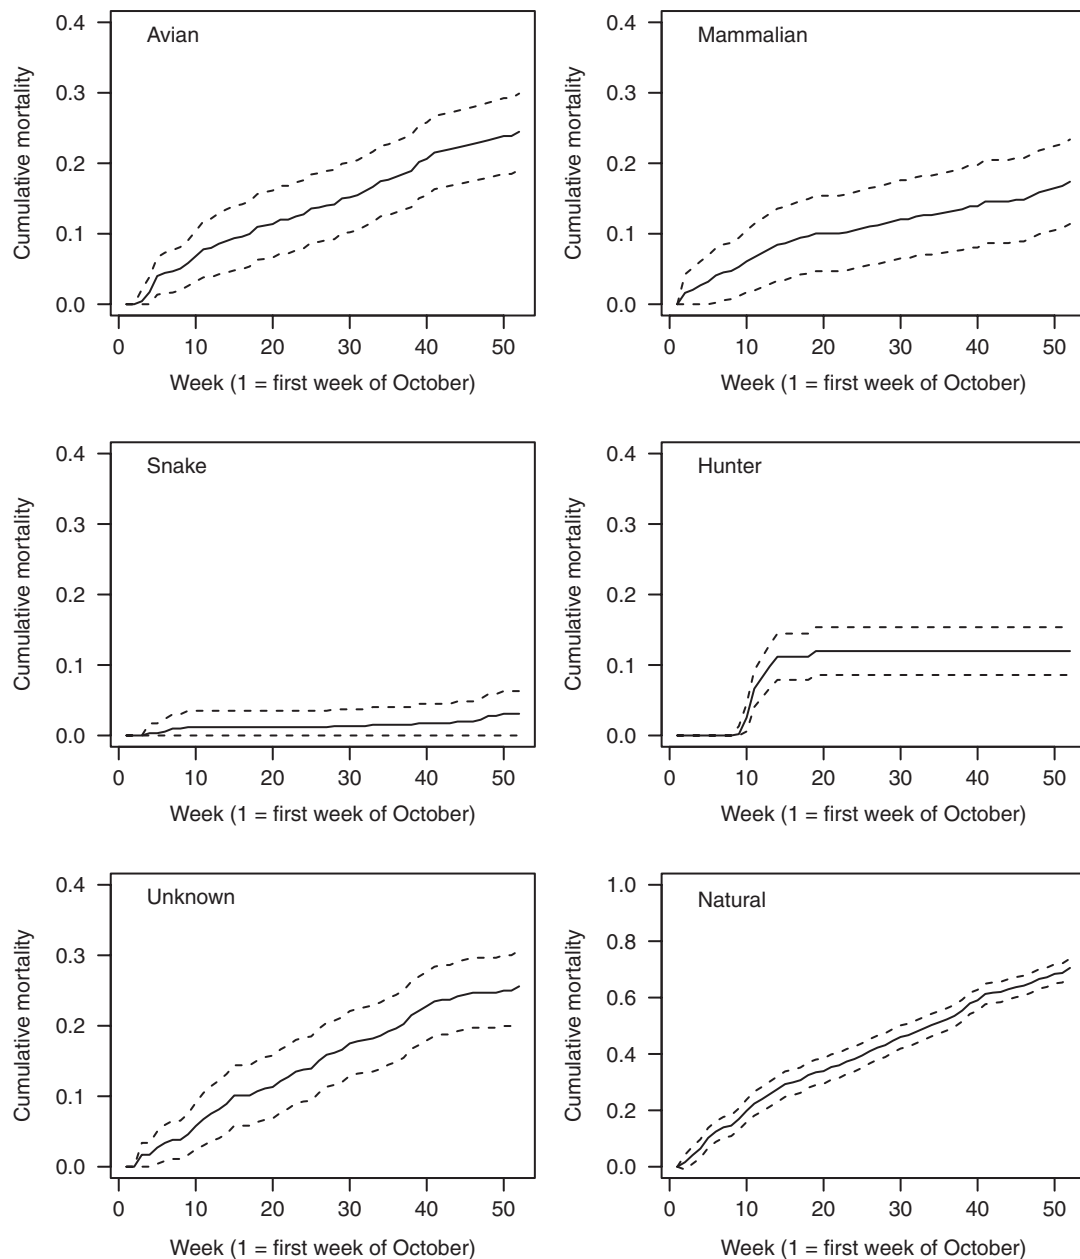 Avian
Cumulative mortality
0.4
0.3
0.2
0.1
0.0
0 10 20 30 40 50
Week (1 = first week of October)
Mammalian
Cumulative mortality
0.4
0.3
0.2
0.1
0.0
0 10 20 30 40 50
Week (1 = first week of October)
Snake
Cumulative mortality
0.4
0.3
0.2
0.1
0.0
0 10 20 30 40 50
Week (1 = first week of October)
Hunter
Cumulative mortality
0.4
0.3
0.2
0.1
0.0
0 10 20 30 40 50
Week (1 = first week of October)
Unknown
Cumulative mortality
0.4
0.3
0.2
0.1
0.0
0 10 20 30 40 50
Week (1 = first week of October)
Natural
Cumulative mortality
1.0
0.8
0.6
0.4
0.2
0.0
0 10 20 30 40 50
Week (1 = first week of October)